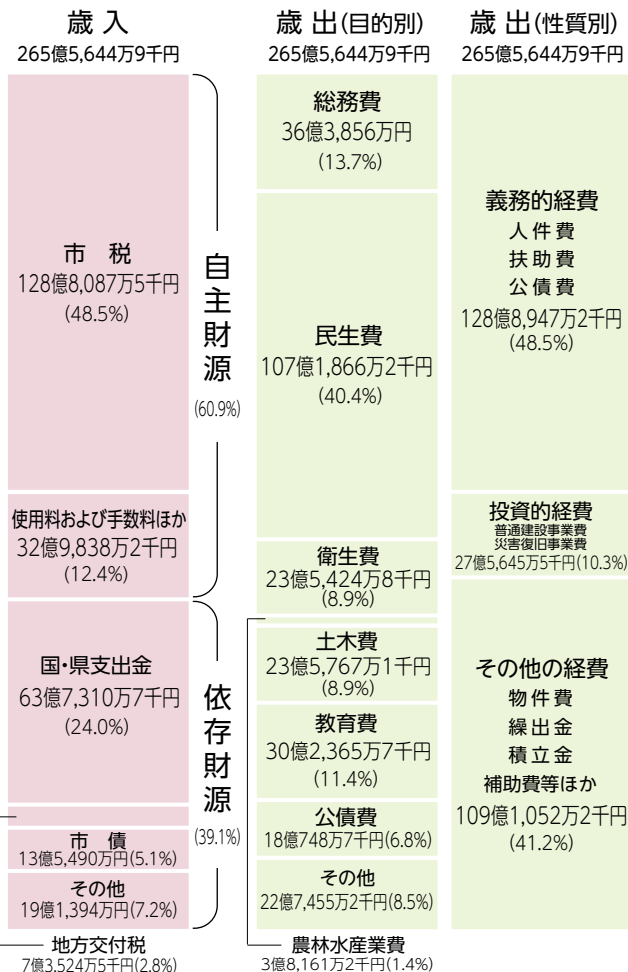 歳入
265億5,644万9千円
市 税
128億8,087万5千円
(48.5%)
使用料および手数料ほか
32億9,838万2千円
(12.4%)
自主財源
(60.9%)
国・県支出金
63億7,310万7千円
(24.0%)
市 債
13億5,490万円(5.1%)
その他
19億1,394万円(7.2%)
依存財源
(39.1%)
地方交付税
7億3,524万5千円(2.8%)
歳出(目的別)
265億5,644万9千円
総務費
36億3,856万円
(13.7%)
民生費
107億1,866万2千円
(40.4%)
衛生費
23億5,424万8千円
(8.9%)
土木費
23億5,767万1千円
(8.9%)
教育費
30億2,365万7千円
(11.4%)
公債費
18億748万7千円(6.8%)
その他
22億7,455万2千円(8.5%)
農林水産業費
3億8,161万2千円(1.4%)
歳出(性質別)
265億5,644万9千円
義務的経費
人件費
扶助費
公債費
128億8,947万2千円
(48.5%)
投資的経費
普通建設事業費
災害復旧事業費
27億5,645万5千円(10.3%)
その他の経費
物件費
繰出金
積立金
補助費等ほか
109億1,052万2千円
(41.2%)